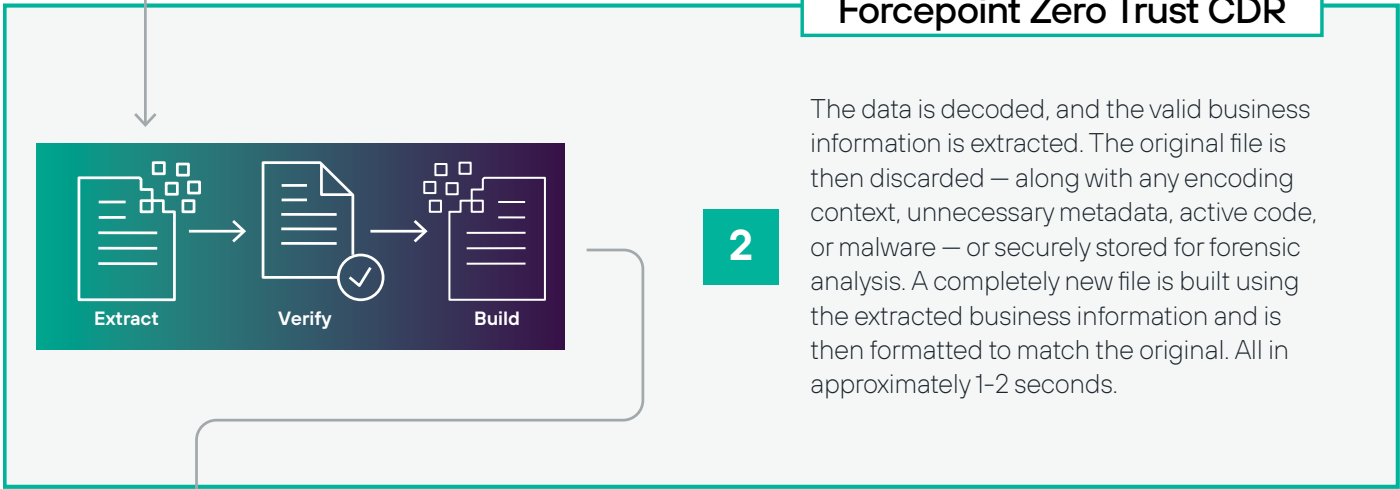 Forcepoint Zero Trust CDR
Extract
Verify
Build
2
The data is decoded, and the valid business
information is extracted. The original file is
then discarded — along with any encoding
context, unnecessary metadata, active code,
or malware — or securely stored for forensic
analysis. A completely new file is built using
the extracted business information and is
then formatted to match the original. All in
approximately 1-2 seconds.